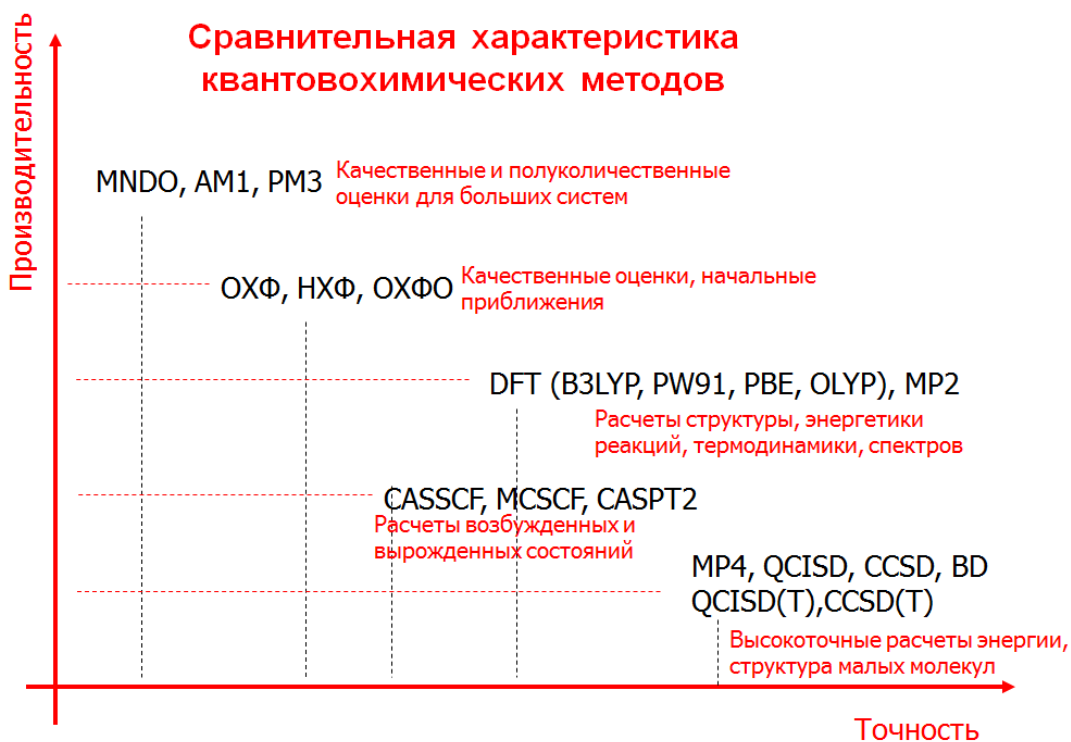 Сравнительная характеристика
квантовохимических методов
Производительность
MNDO, AM1, PM3
Качественные и полуколичественные
оценки для больших систем
ОХФ, НХФ, ОХФО
Качественные оценки, начальные
приближения
DFT (B3LYP, PW91, PBE, OLYP), MP2
Расчеты структуры, энергетики
реакций, термодинамики, спектров
CASSCF, MCSCF, CASPT2
Расчеты возбужденных и
вырожденных состояний
MP4, QCISD, CCSD, BD
QCISD(T),CCSD(T)
Высокоточные расчеты энергии,
структура малых молекул
Точность